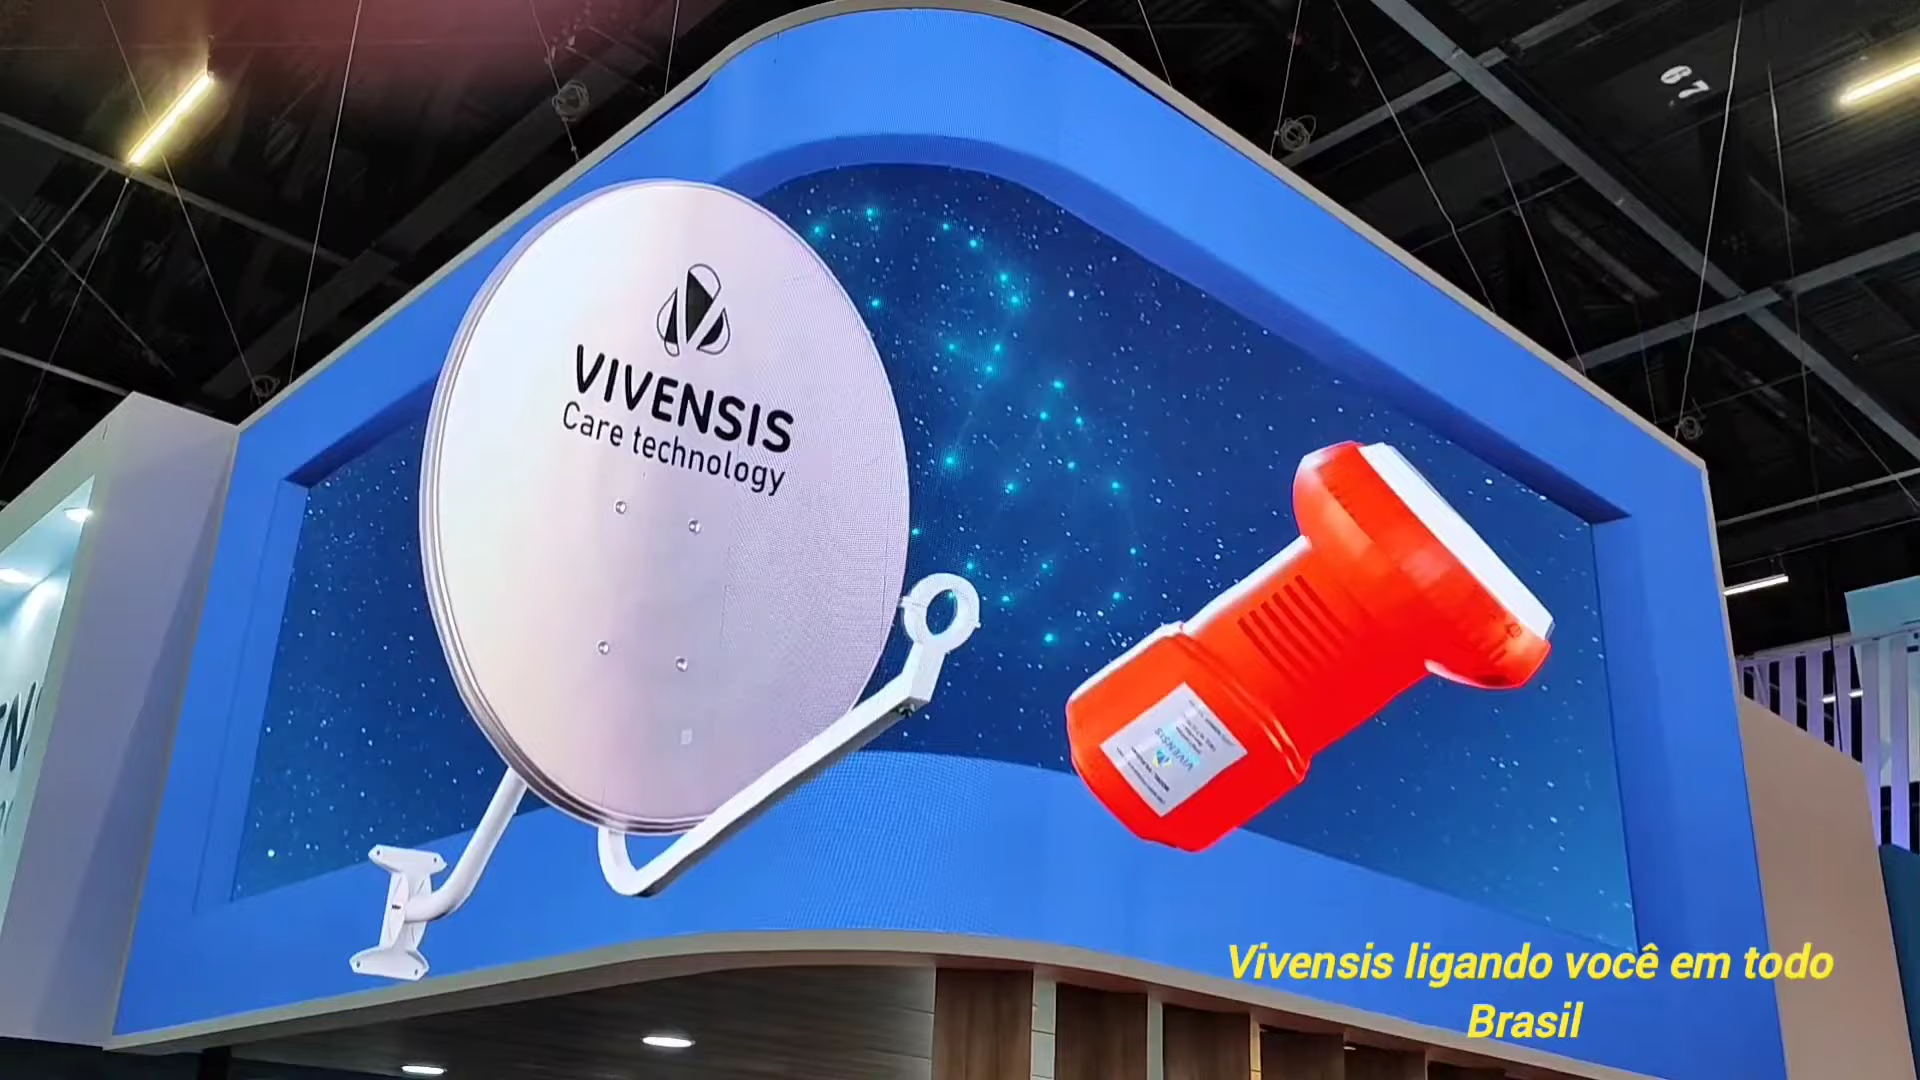 67
VIVENSIS
Care technology
VIVENSIS
Vivensis ligando você em todo
Brasil